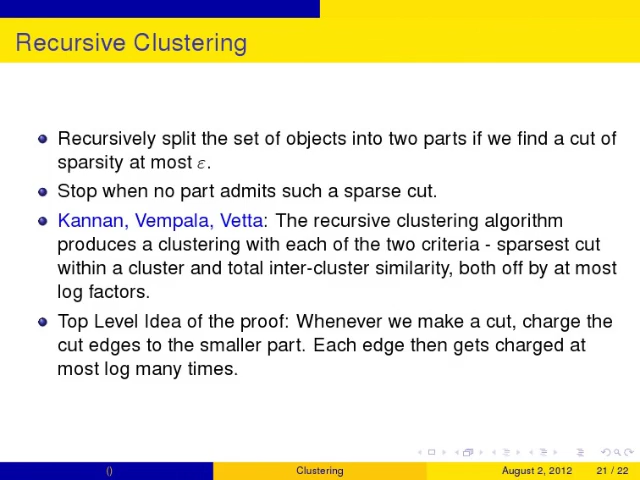 Recursive Clustering
Recursively split the set of objects into two parts if we find a cut of
sparsity at most ε.
Stop when no part admits such a sparse cut.
Kannan, Vempala, Vetta: The recursive clustering algorithm
produces a clustering with each of the two criteria - sparsest cut
within a cluster and total inter-cluster similarity, both off by at most
log factors.
Top Level Idea of the proof: Whenever we make a cut, charge the
cut edges to the smaller part. Each edge then gets charged at
most log many times.
() Clustering August 2, 2012 21 / 22